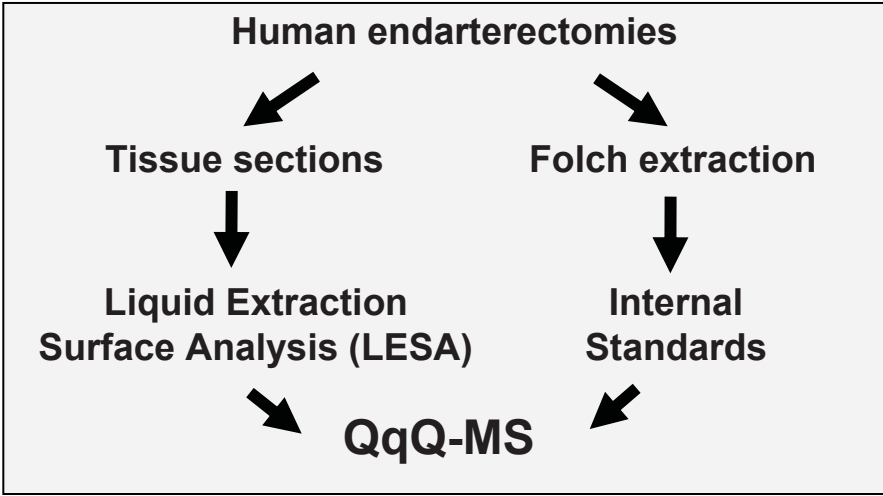 Human endarterectomies
Tissue sections
Folch extraction
Liquid Extraction
Surface Analysis (LESA)
Internal
Standards
QqQ-MS